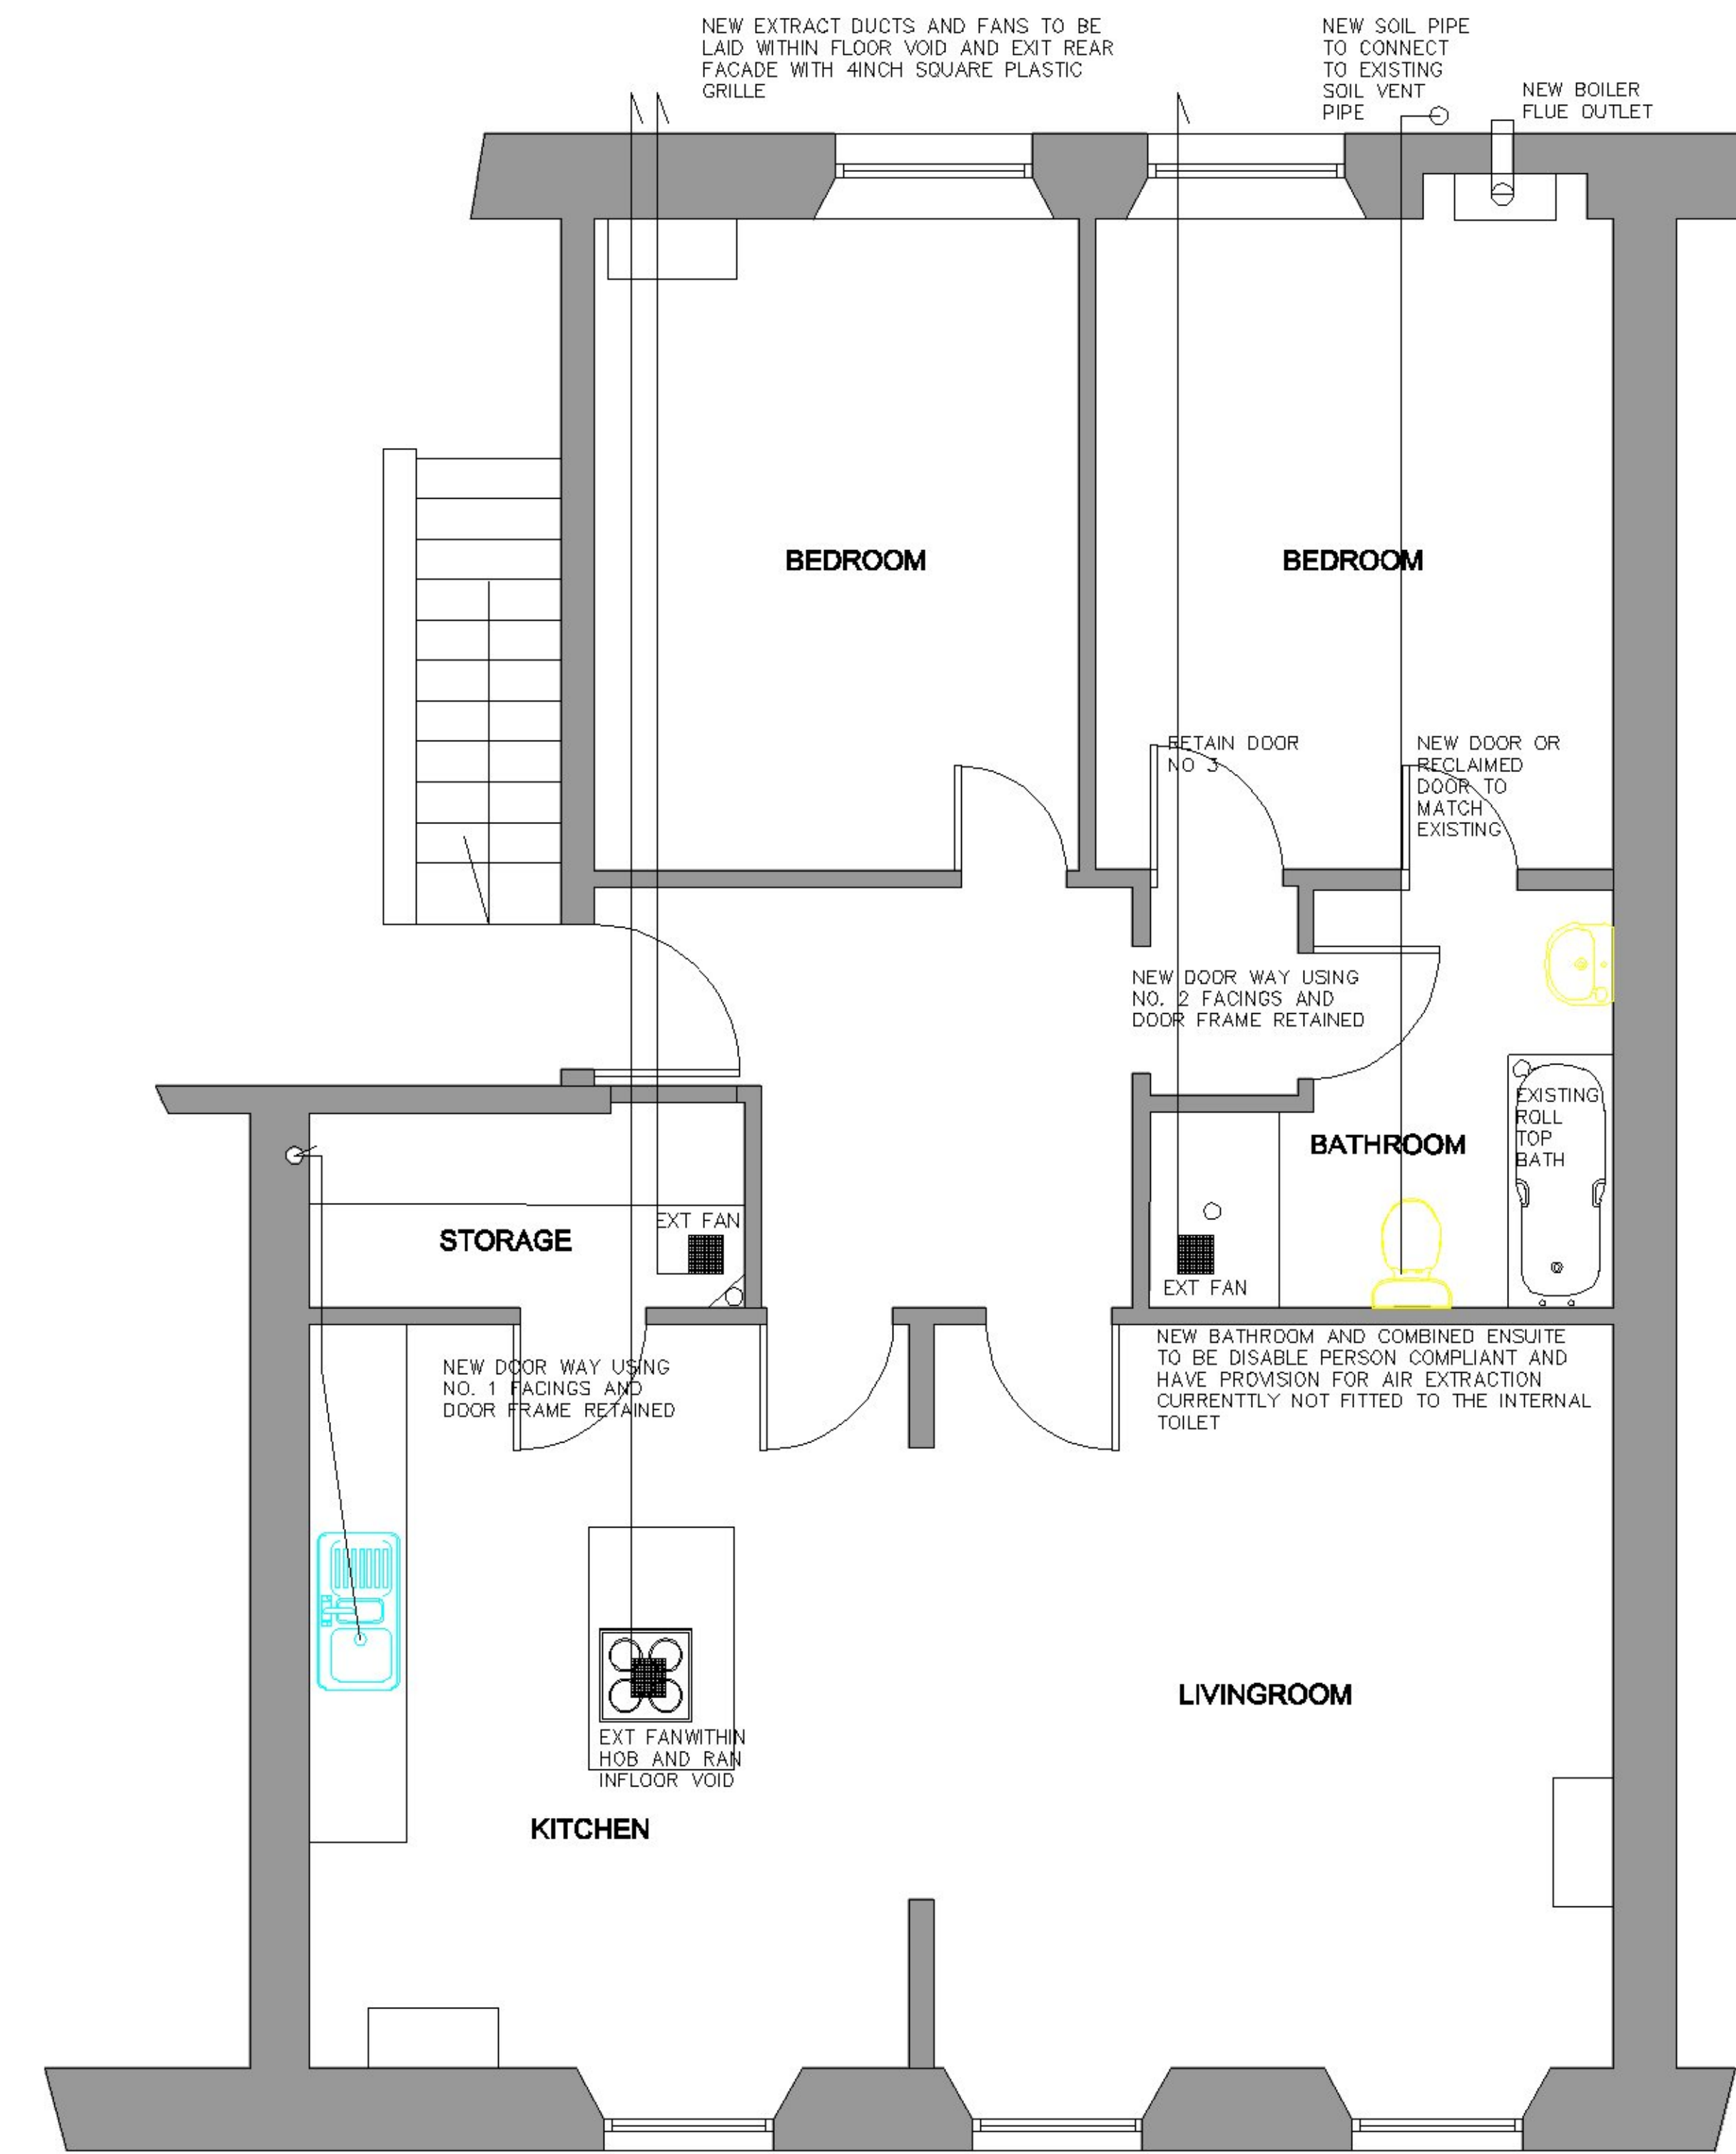 NEW EXTRACT DUCTS AND FANS TO BE
LAID WITHIN FLOOR VOID AND EXIT REAR
FACADE WITH 4INCH SQUARE PLASTIC
GRILLE
NEW SOIL PIPE
TO CONNECT
TO EXISTING
SOIL VENT
PIPE
NEW BOILER
FLUE OUTLET
BEDROOM
BEDROOM
RETAIN DOOR
NO 3
NEW DOOR OR
RECLAIMED
DOOR TO
MATCH
EXISTING
NEW DOOR WAY USING
NO. 2 FACINGS AND
DOOR FRAME RETAINED
EXISTING
ROLL
TOP
BATH
BATHROOM
STORAGE
EXT FAN
EXT FAN
NEW BATHROOM AND COMBINED ENSUITE
TO BE DISABLE PERSON COMPLIANT AND
HAVE PROVISION FOR AIR EXTRACTION
CURRENTTLY NOT FITTED TO THE INTERNAL
TOILET
NEW DOOR WAY USING
NO. 1 FACINGS AND
DOOR FRAME RETAINED
LIVINGROOM
EXT FANWITHIN
HOB AND RAN
INFLOOR VOID
KITCHEN